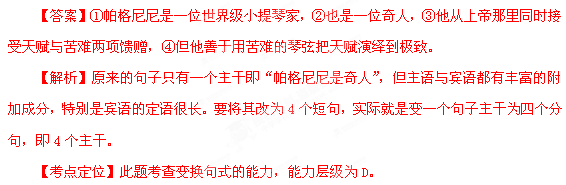 【答案】①帕格尼尼是一位世界级小提琴家，②也是一位奇人，③他从上帝那里同时接
受天赋与苦难两项馈赠，④但他善于用苦难的琴弦把天赋演绎到极致。
【解析】原来的句子只有一个主干即“帕格尼尼是奇人”，但主语与宾语都有丰富的附
加成分，特别是宾语的定语很长。要将其改为 4 个短句，实际就是变一个句子主干为四个分
句，即 4 个主干。
【考点定位】此题考查变换句式的能力，能力层级为 D。